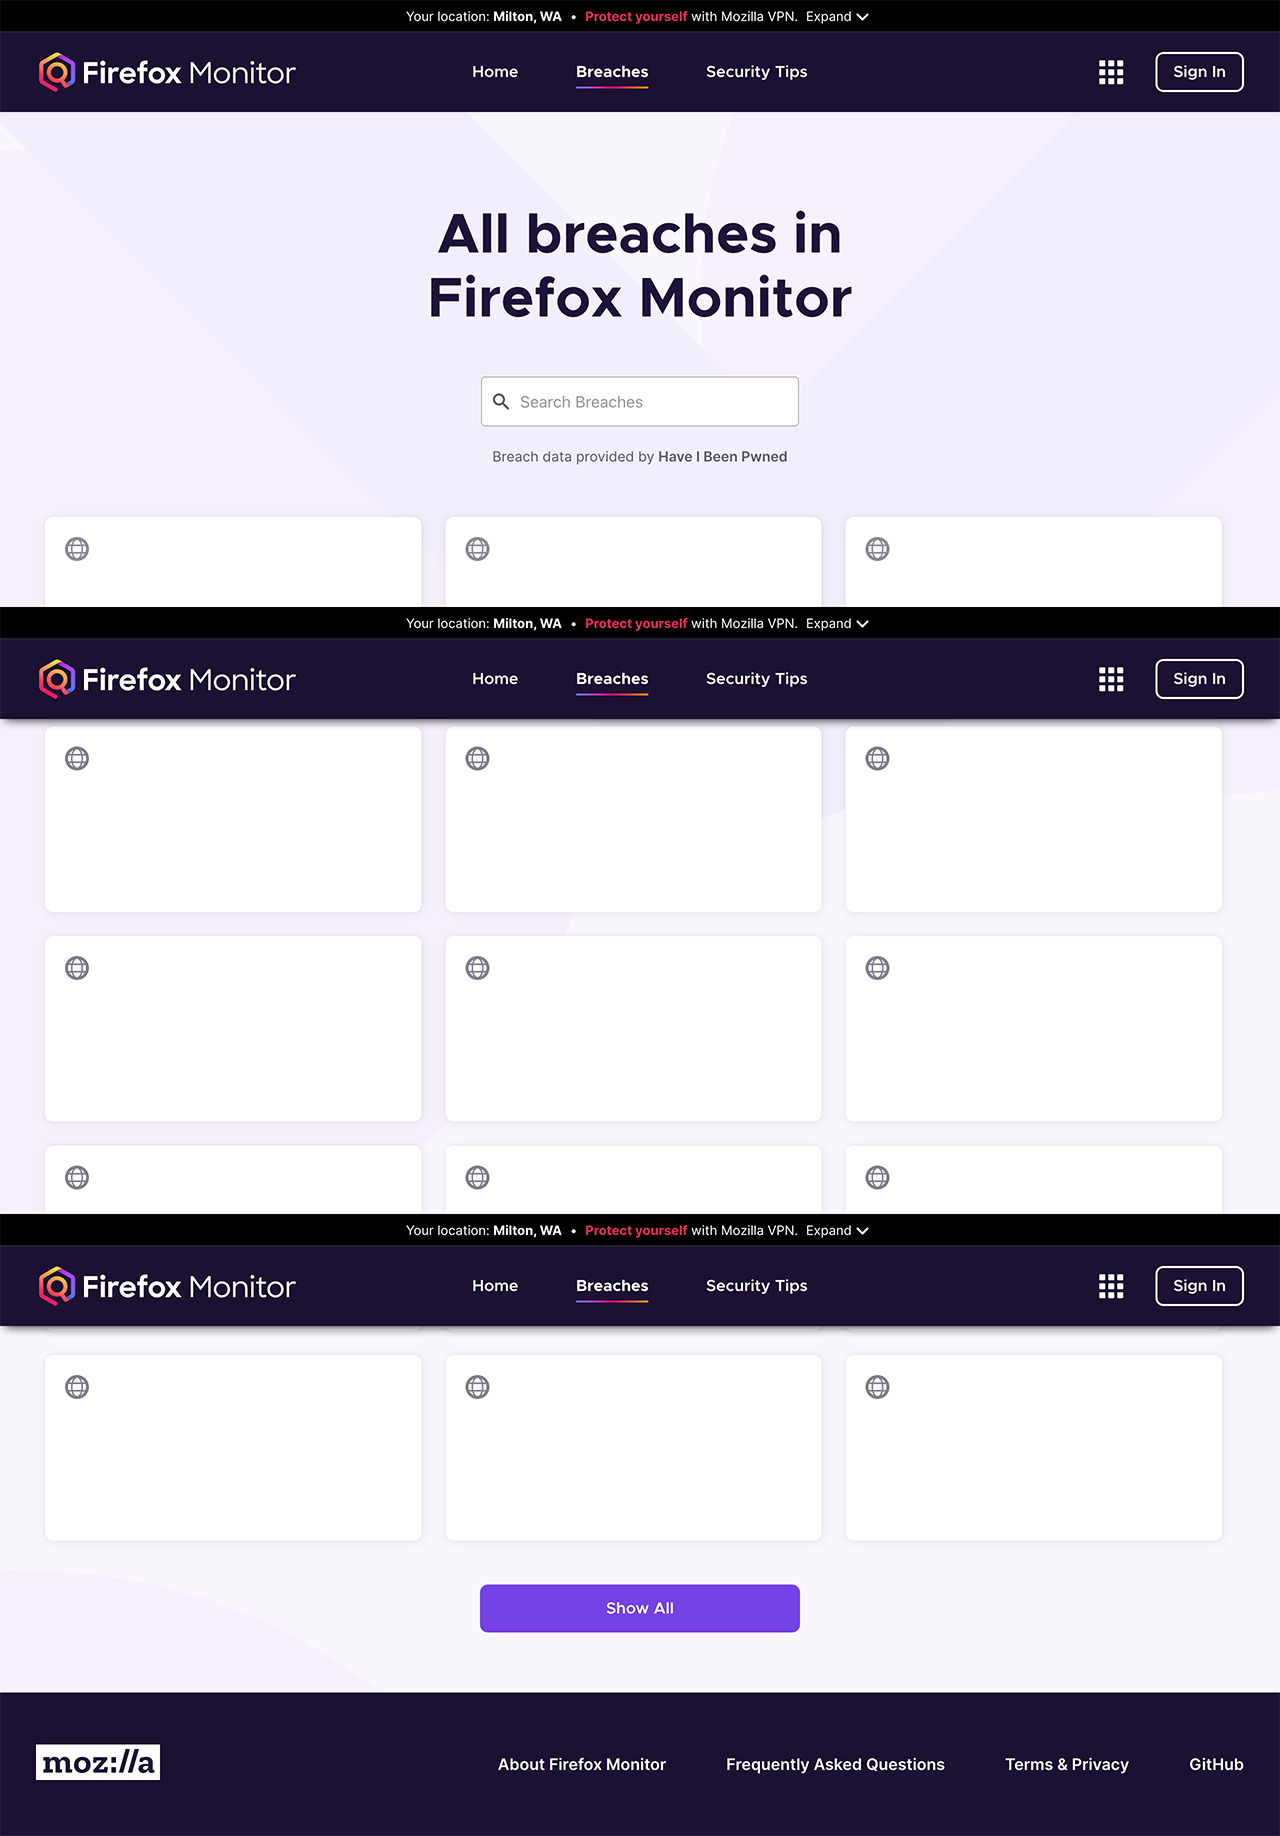 Your location: Milton, WA • Protect yourself with Mozilla VPN. Expand
Firefox Monitor Home Breaches Security Tips Sign In
All breaches in
Firefox Monitor
Search Breaches
Breach data provided by Have I Been Pwned
Your location: Milton, WA • Protect yourself with Mozilla VPN. Expand
Firefox Monitor Home Breaches Security Tips Sign In
Your location: Milton, WA • Protect yourself with Mozilla VPN. Expand
Firefox Monitor Home Breaches Security Tips Sign In
Show All
moz://a About Firefox Monitor Frequently Asked Questions Terms & Privacy GitHub